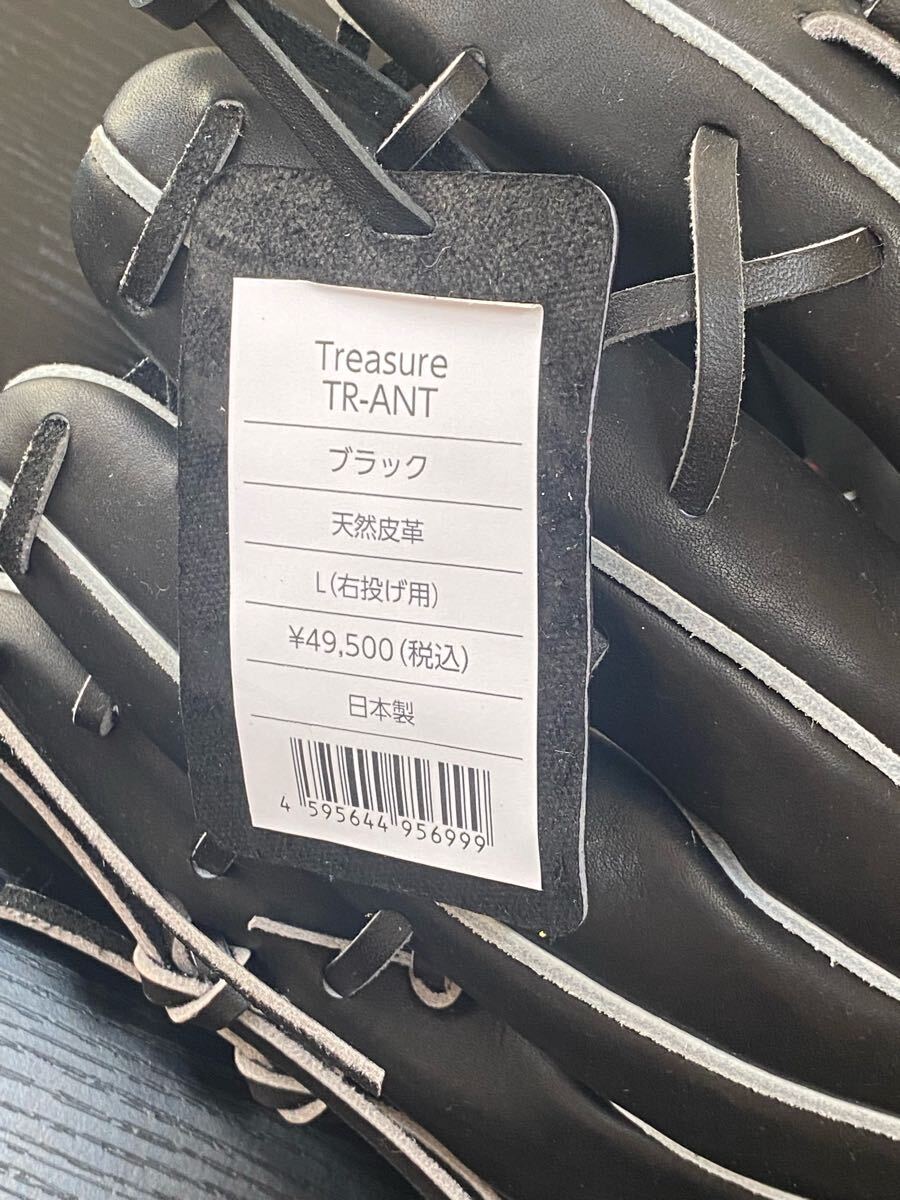 Treasure
TR-ANT
ブラック
天然皮革
L(右投げ用)
¥49,500(税込)
日本製
4 595644 956999